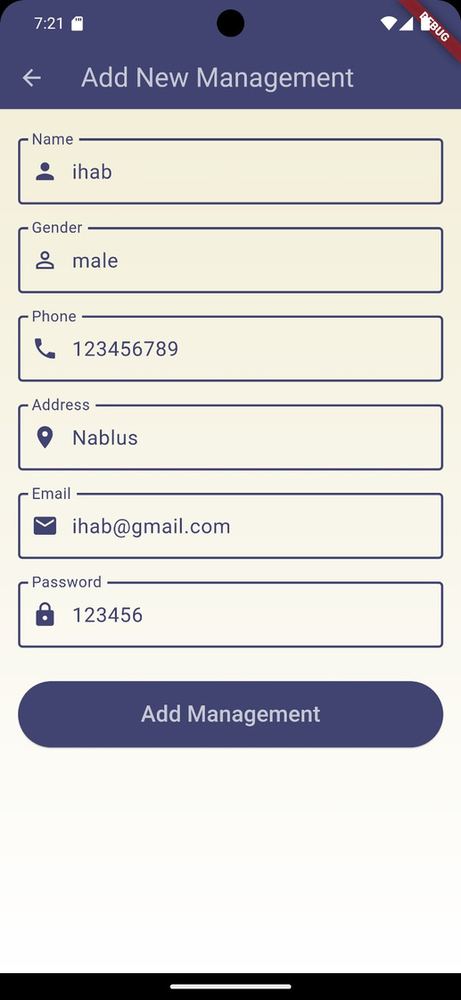 7:21
DEBUG
Add New Management
Name
ihab
Gender
male
Phone
123456789
Address
Nablus
Email
ihab@gmail.com
Password
123456
Add Management